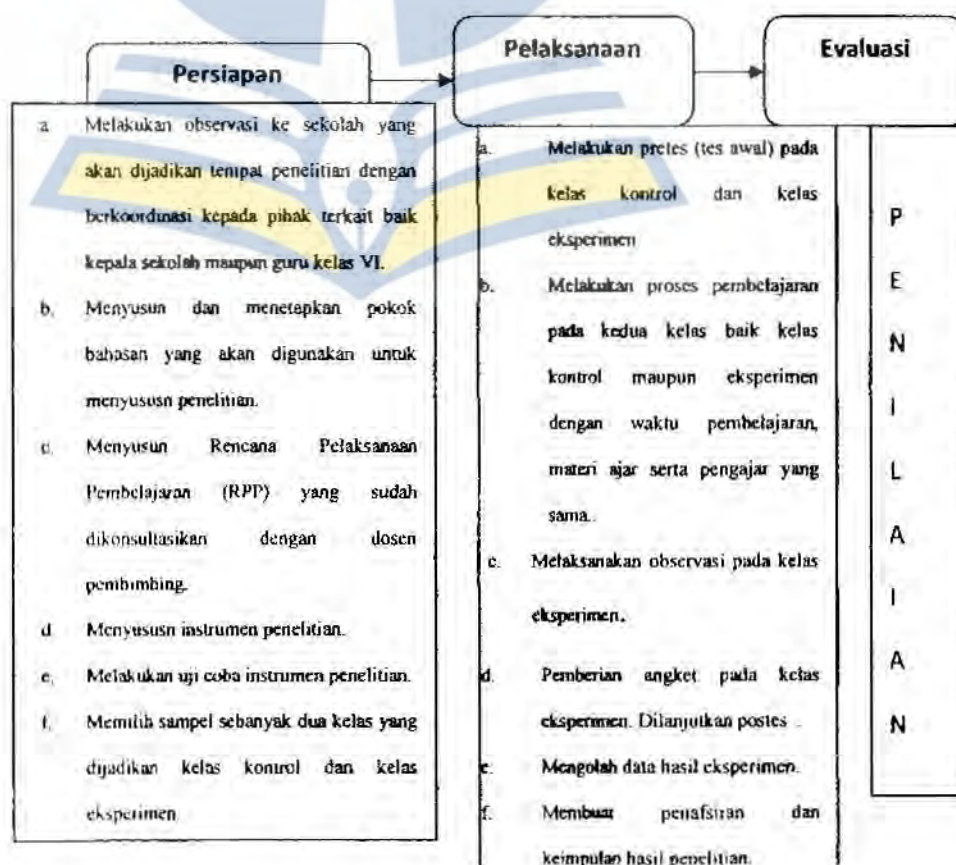 Persiapan
a. Melakukan observasi ke sekolah yang
akan dijadikan tempat penelitian dengan
berkoordinasi kepada pihak terkait baik
kepala sekolah maupun guru kelas VI.
b. Menyusun dan menetapkan pokok
bahasan yang akan digunakan untuk
menyususn penelitian.
c. Menyusun Rencana Pelaksanaan
Pembelajaran (RPP) yang sudah
dikonsultasikan dengan dosen
pembimbing.
d. Menyususn instrumen penelitian.
e. Melakukan uji coba instrumen penelitian.
f. Memilih sampel sebanyak dua kelas yang
dijadikan kelas kontrol dan kelas
eksperimen
Pelaksanaan
a. Melakukan pretes (tes awal) pada
kelas kontrol dan kelas
eksperimen
b. Melakukan proses pembelajaran
pada kedua kelas baik kelas
kontrol maupun eksperimen
dengan waktu pembelajaran,
materi ajar serta pengajar yang
sama.
c. Melaksanakan observasi pada kelas
eksperimen.
d. Pemberian angket pada kelas
eksperimen. Dilanjutkan postes
e. Mengolah data hasil eksperimen.
f. Membuat penafsiran dan
keimpulan hasil penelitian.
Evaluasi
P
E
N
I
L
A
I
A
N